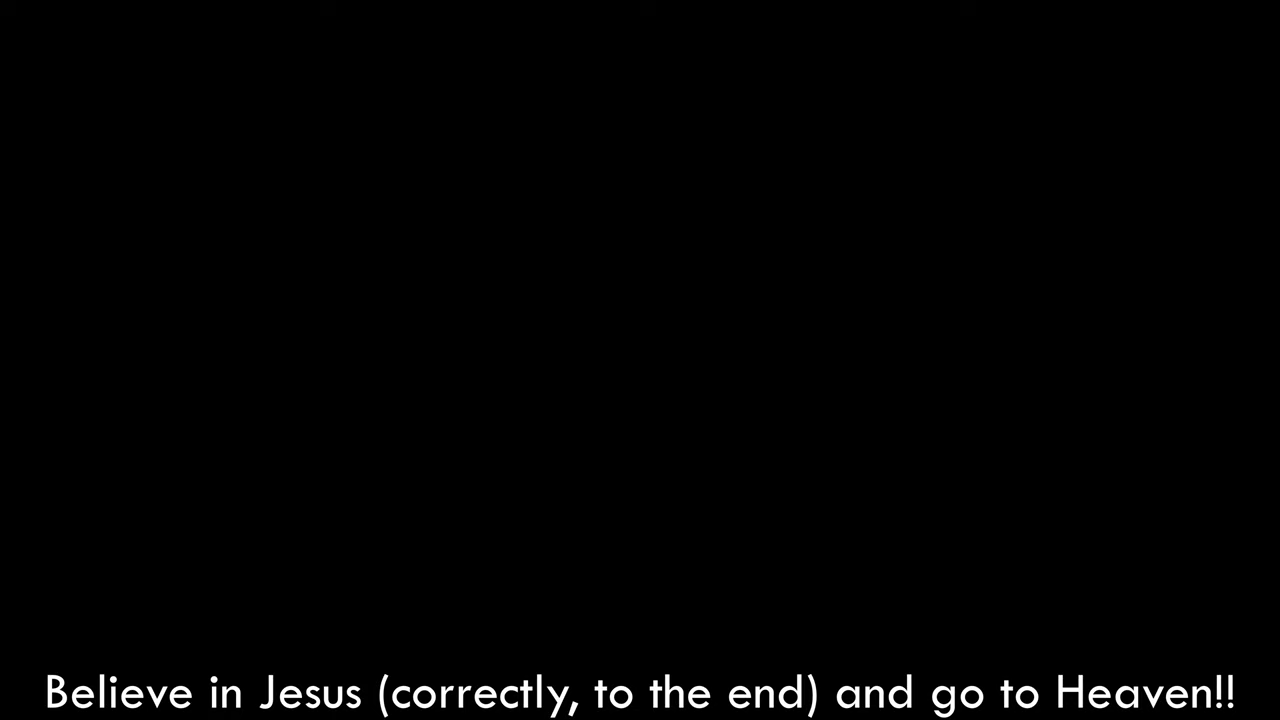 Believe in Jesus (correctly, to the end) and go to Heaven!!